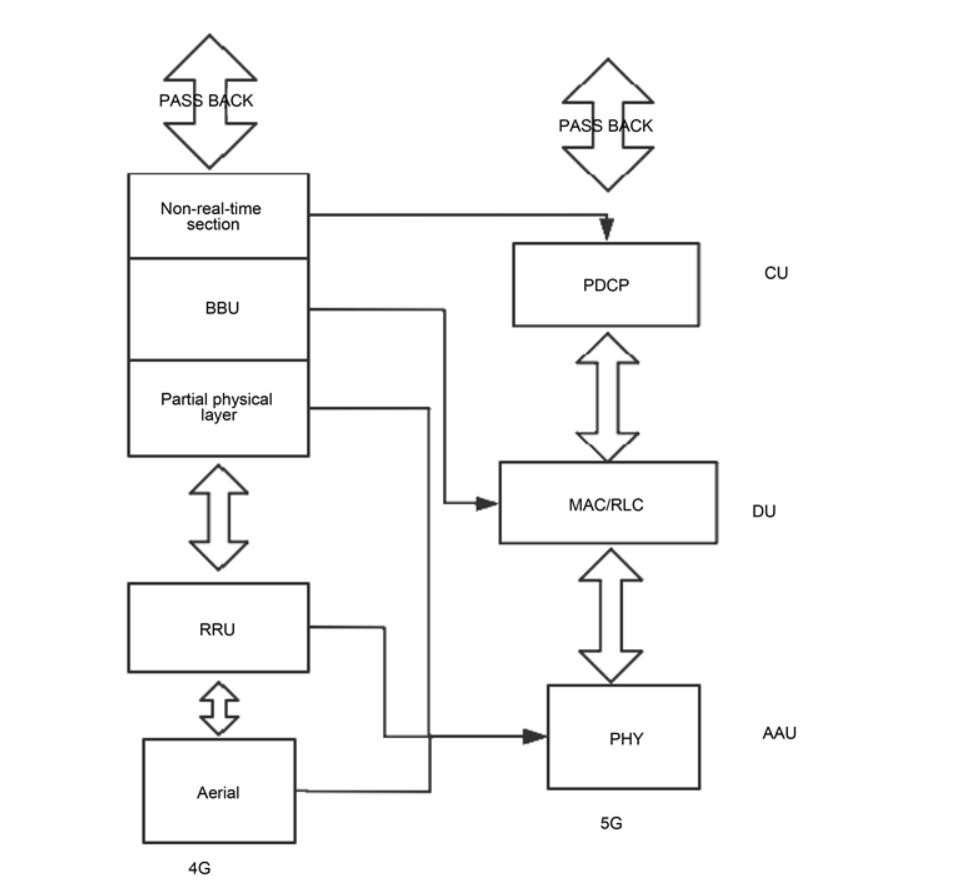 PASS BACK
Non-real-time
section
BBU
Partial physical
layer
RRU
Aerial
4G
PASS BACK
PDCP
CU
MAC/RLC
DU
PHY
AAU
5G